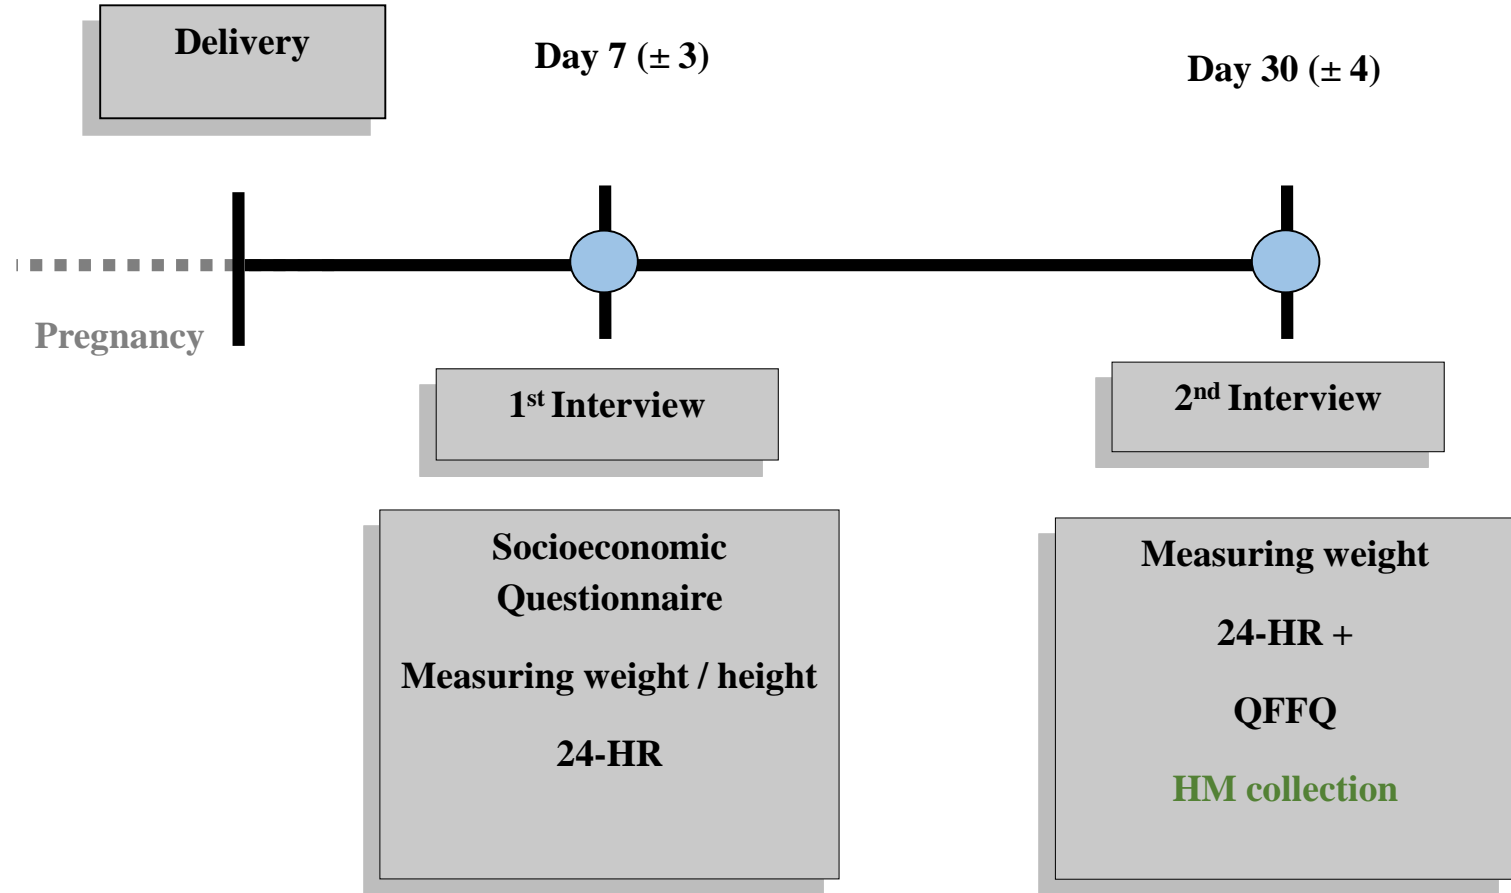 Delivery
Day 7 (± 3)
Day 30 (± 4)
Pregnancy
1st Interview
2nd Interview
Socioeconomic
Questionnaire
Measuring weight / height
24-HR
Measuring weight
24-HR +
QFFQ
HM collection